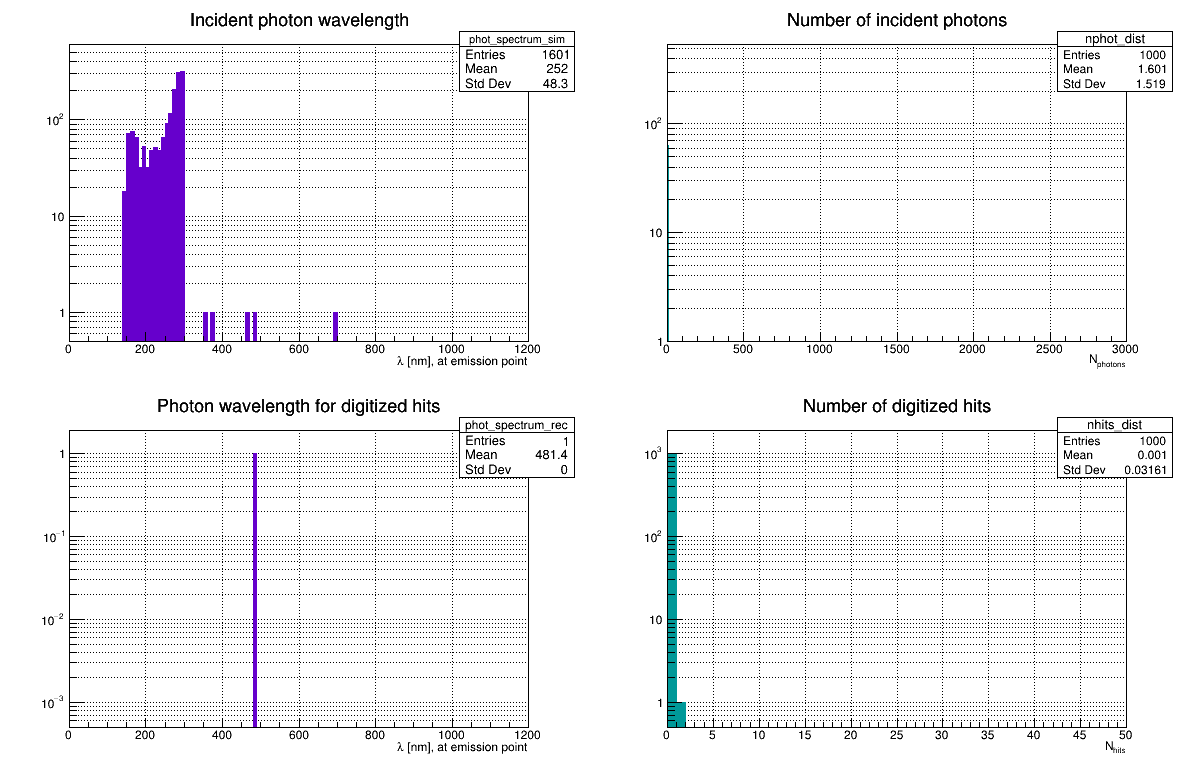 Incident photon wavelength
phot_spectrum_sim
Entries 1601
Mean 252
Std Dev 48.3
10²
10
1
0 200 400 600 800 1000 1200
λ [nm], at emission point
Number of incident photons
nphot_dist
Entries 1000
Mean 1.601
Std Dev 1.519
10²
10
1
0 500 1000 1500 2000 2500 3000
Nphotons
Photon wavelength for digitized hits
phot_spectrum_rec
Entries 1
Mean 481.4
Std Dev 0
1
10⁻¹
10⁻²
10⁻³
0 200 400 600 800 1000 1200
λ [nm], at emission point
Number of digitized hits
nhits_dist
Entries 1000
Mean 0.001
Std Dev 0.03161
10³
10²
10
1
0 5 10 15 20 25 30 35 40 45 50
Nhits